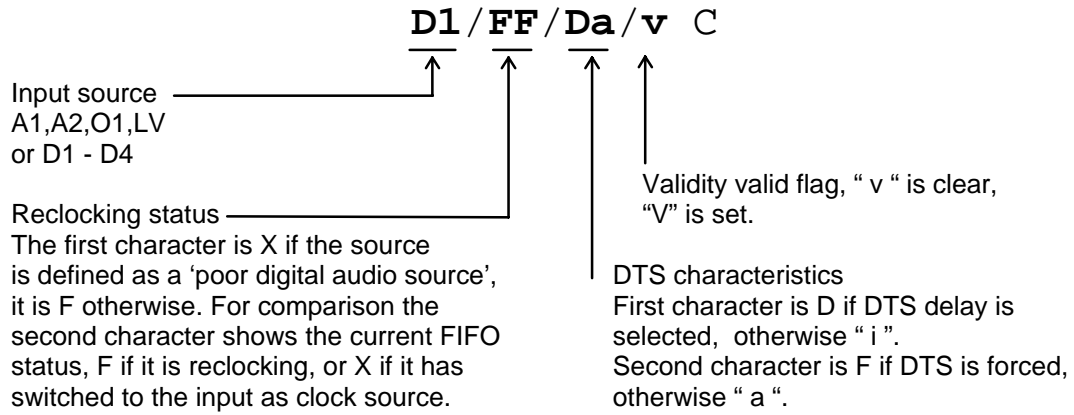 D1/FF/Da/v C
Input source
A1,A2,O1,LV
or D1 - D4
Reclocking status
The first character is X if the source
is defined as a ‘poor digital audio source’,
it is F otherwise. For comparison the
second character shows the current FIFO
status, F if it is reclocking, or X if it has
switched to the input as clock source.
Validity valid flag, “ v “ is clear,
“V” is set.
DTS characteristics
First character is D if DTS delay is
selected,  otherwise “ i ”.
Second character is F if DTS is forced,
otherwise “ a “.